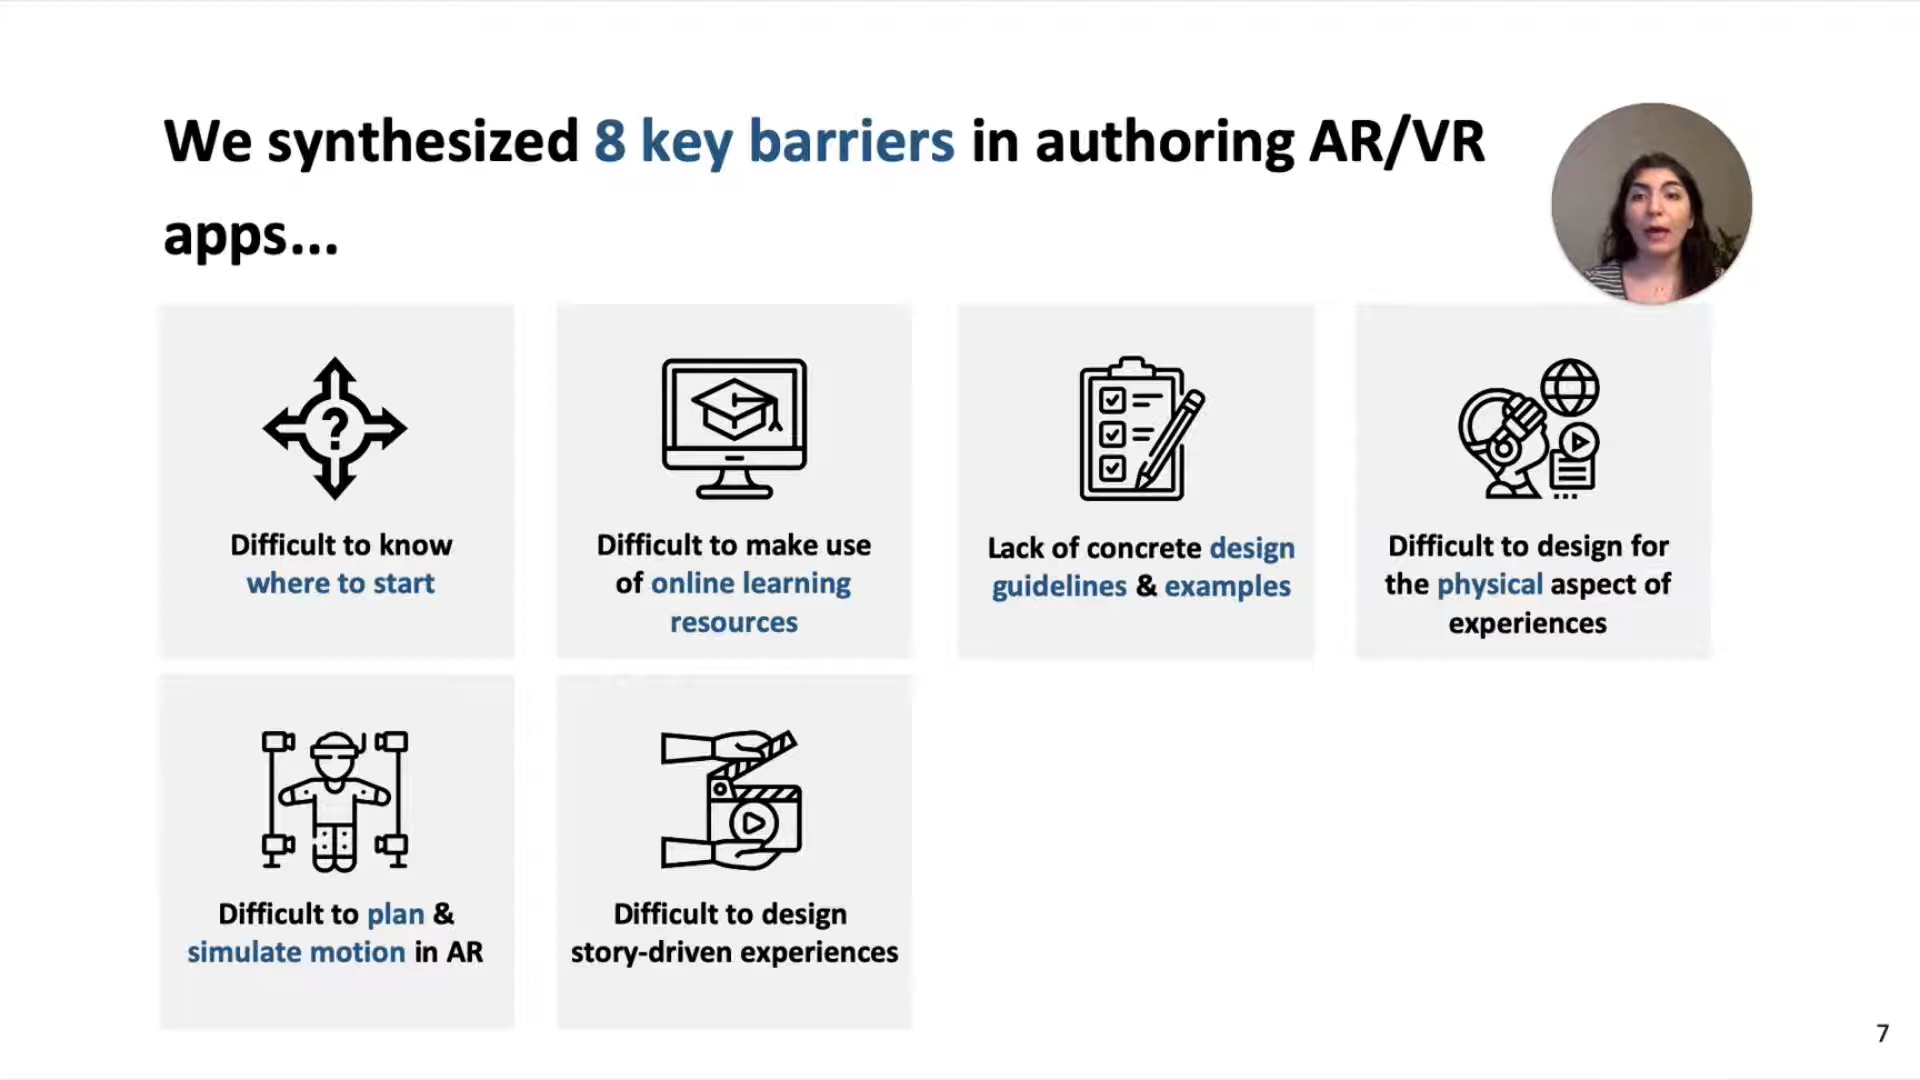 We synthesized 8 key barriers in authoring AR/VR
apps...
?
Difficult to know
where to start
Difficult to make use
of online learning
resources
Lack of concrete design
guidelines & examples
Difficult to design for
the physical aspect of
experiences
Difficult to plan &
simulate motion in AR
Difficult to design
story-driven experiences
7